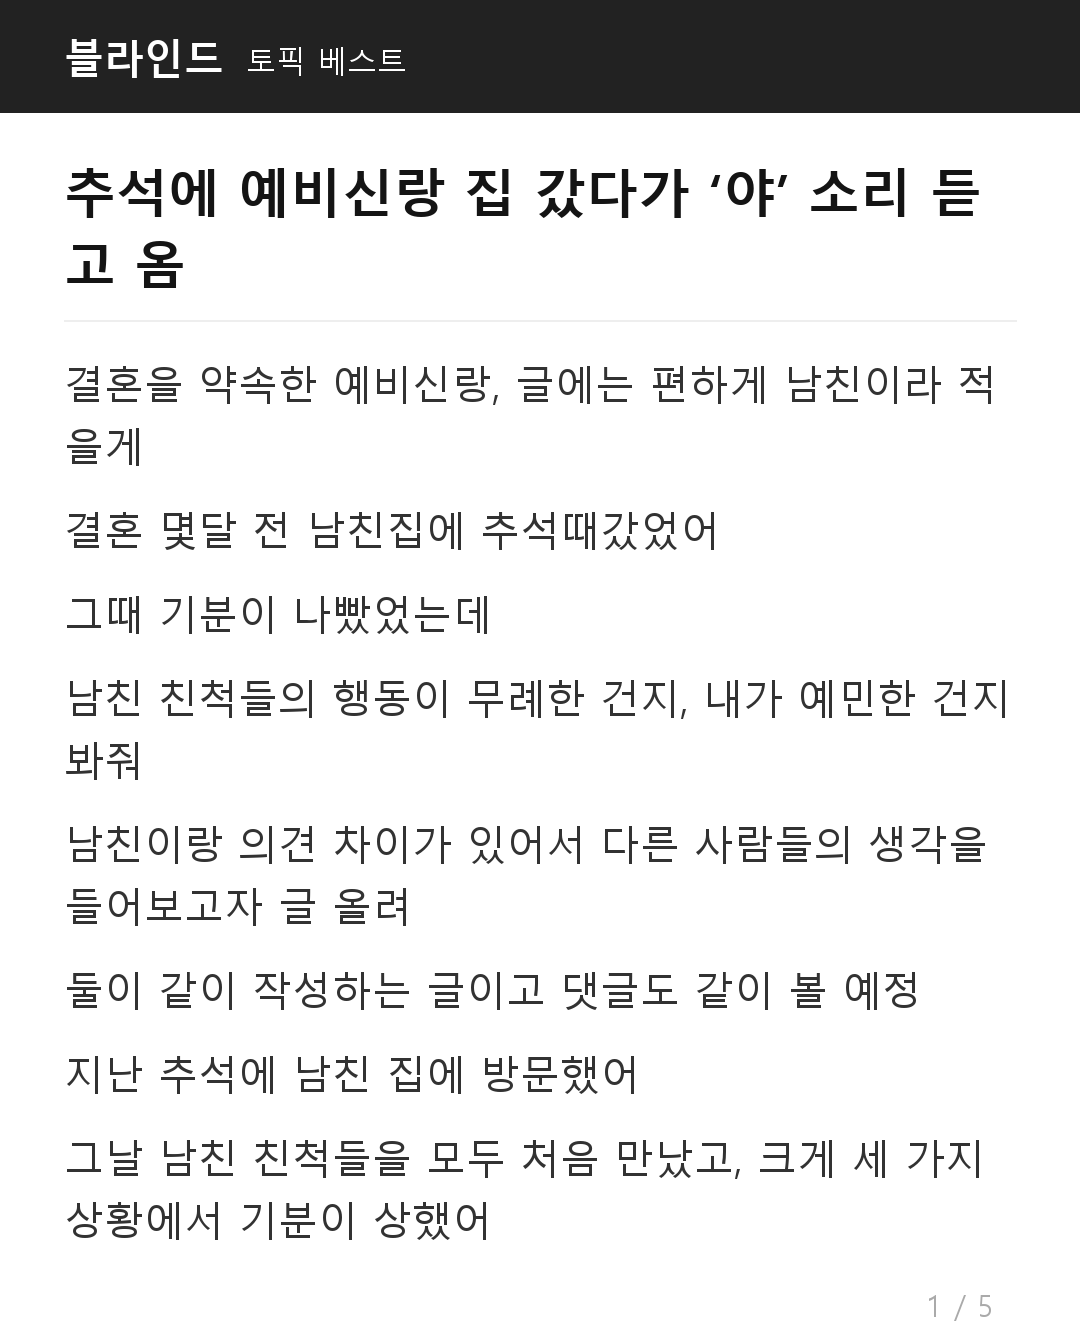 블라인드 토픽 베스트
추석에 예비신랑 집 갔다가 ‘야’ 소리 듣
고 옴
결혼을 약속한 예비신랑, 글에는 편하게 남친이라 적
을게
결혼 몇달 전 남친집에 추석때갔었어
그때 기분이 나빴었는데
남친 친척들의 행동이 무례한 건지, 내가 예민한 건지
봐줘
남친이랑 의견 차이가 있어서 다른 사람들의 생각을
들어보고자 글 올려
둘이 같이 작성하는 글이고 댓글도 같이 볼 예정
지난 추석에 남친 집에 방문했어
그날 남친 친척들을 모두 처음 만났고, 크게 세 가지
상황에서 기분이 상했어
1 / 5